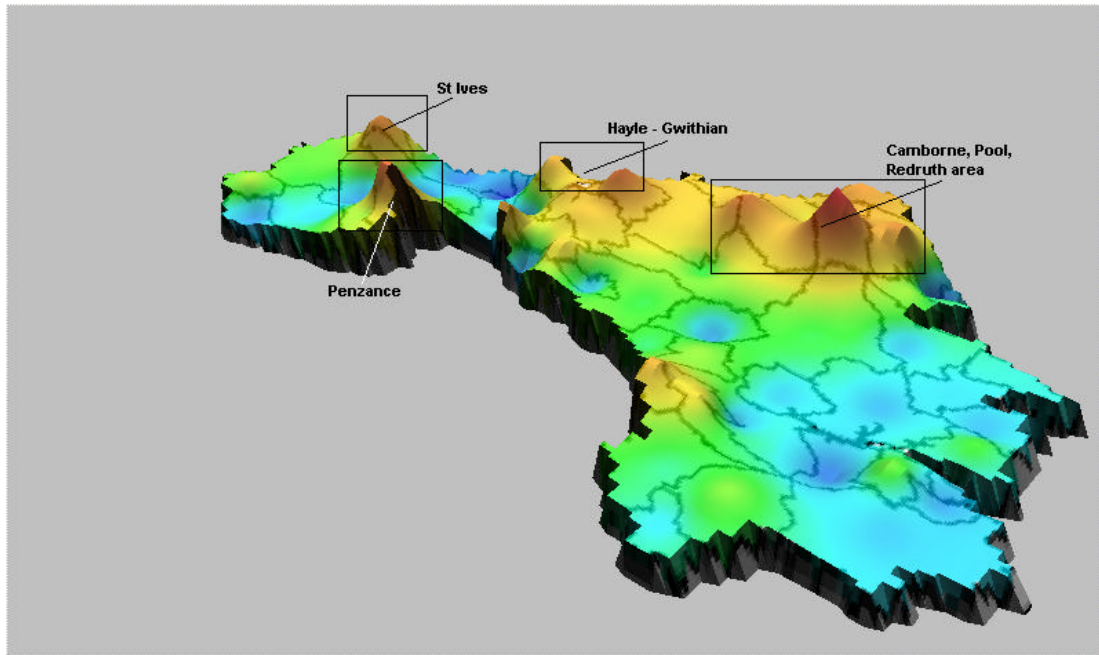 St Ives
Hayle - Gwithian
Camborne, Pool,
Redruth area
Penzance